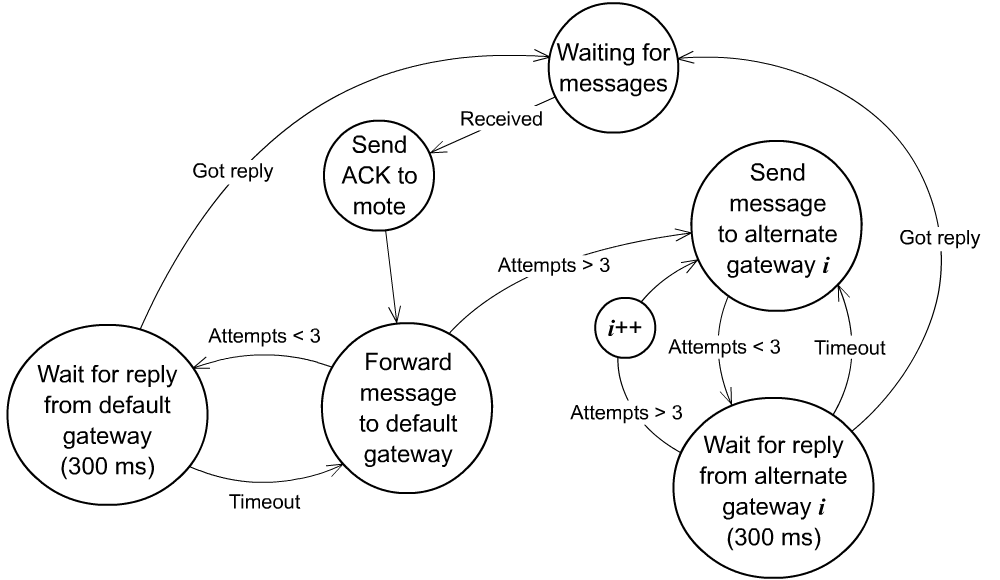 Waiting for
messages
Received
Send
ACK to
mote
Got reply
Send
message
to alternate
gateway i
Got reply
Attempts > 3
i++
Attempts < 3
Attempts < 3
Timeout
Wait for reply
from default
gateway
(300 ms)
Forward
message
to default
gateway
Attempts > 3
Wait for reply
from alternate
gateway i
(300 ms)
Timeout